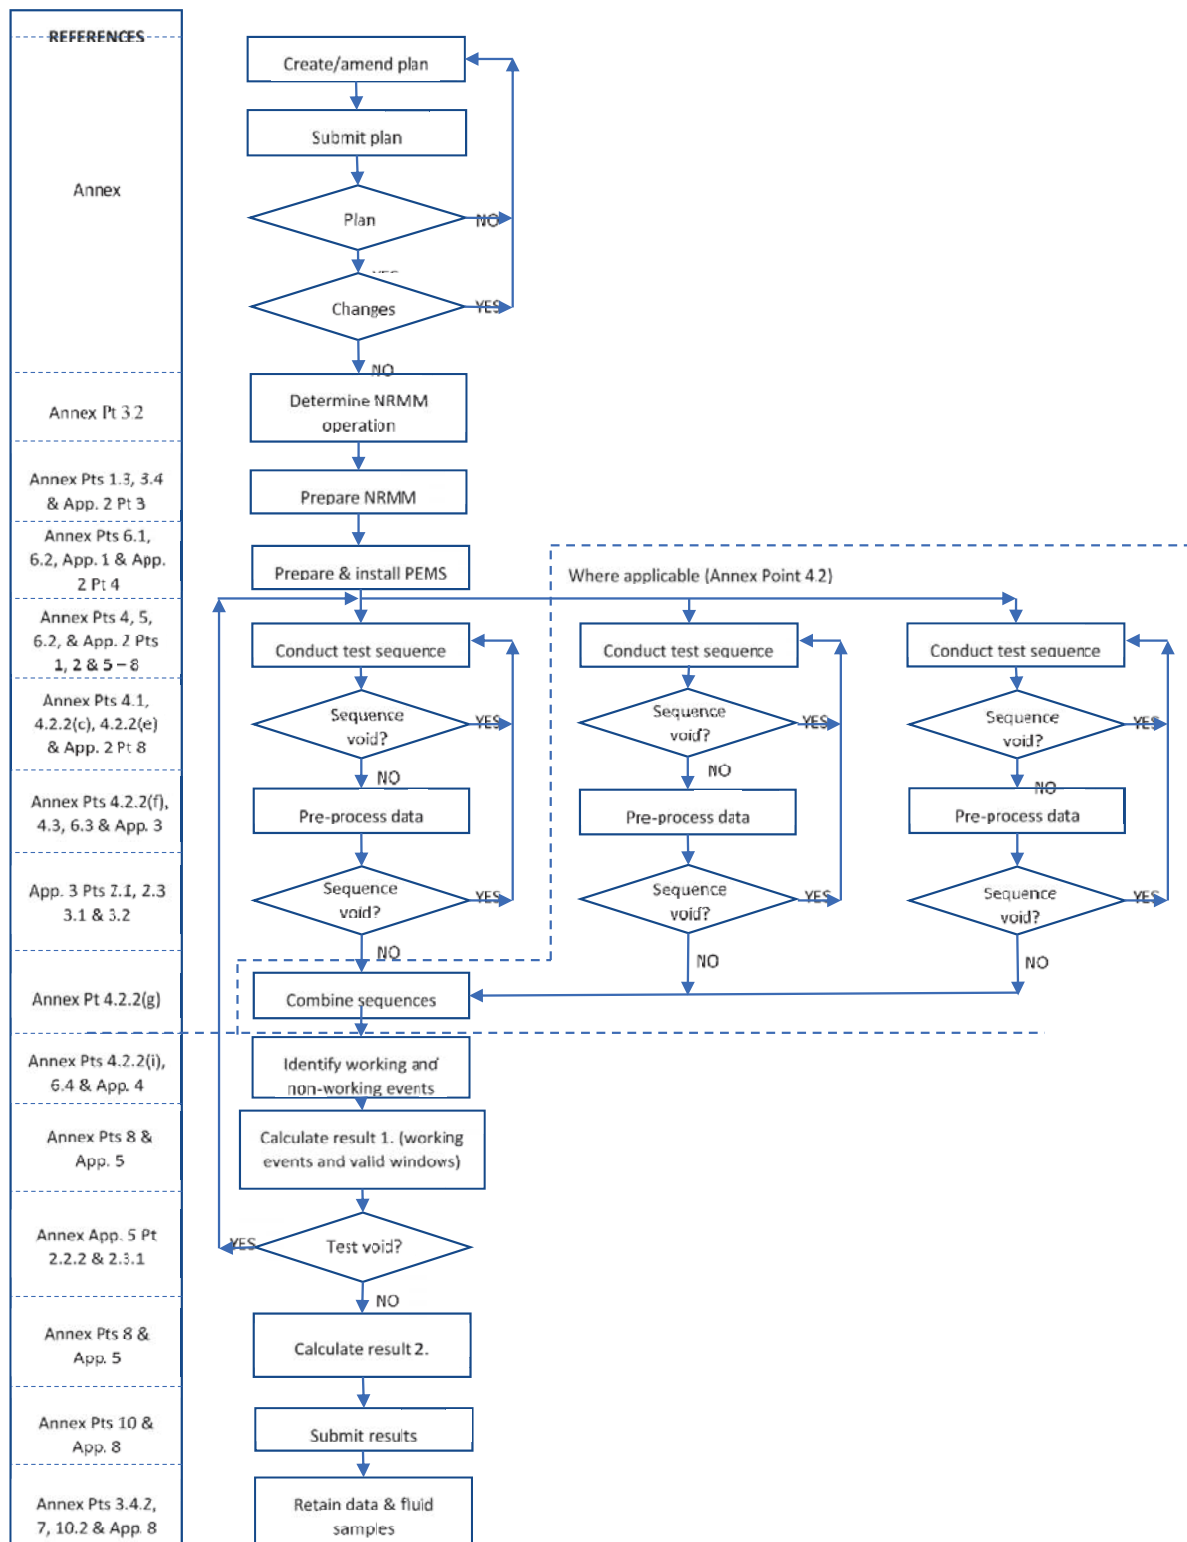 REFERENCES
Create/amend plan
Submit plan
Annex
Plan
NO
YES
Changes
YES
NO
Annex Pt 3.2
Determine NRMM
operation
Annex Pts 1.3, 3.4
& App. 2 Pt 3
Prepare NRMM
Annex Pts 6.1,
6.2, App. 1 & App.
2 Pt 4
Prepare & install PEMS
Where applicable (Annex Point 4.2)
Annex Pts 4, 5,
6.2, & App. 2 Pts
1, 2 & 5 – 8
Conduct test sequence
Conduct test sequence
Conduct test sequence
Annex Pts 4.1,
4.2.2(c), 4.2.2(e)
& App. 2 Pt 8
Sequence
void?
YES
Sequence
void?
YES
Sequence
void?
YES
NO
NO
NO
Annex Pts 4.2.2(f),
4.3, 6.3 & App. 3
Pre-process data
Pre-process data
Pre-process data
App. 3 Pts 2.1, 2.3
3.1 & 3.2
Sequence
void?
YES
Sequence
void?
YES
Sequence
void?
YES
NO
NO
NO
Annex Pt 4.2.2(g)
Combine sequences
Annex Pts 4.2.2(i),
6.4 & App. 4
Identify working and
non-working events
Annex Pts 8 &
App. 5
Calculate result 1. (working
events and valid windows)
Annex App. 5 Pt
2.2.2 & 2.3.1
YES
Test void?
NO
Annex Pts 8 &
App. 5
Calculate result 2.
Annex Pts 10 &
App. 8
Submit results
Annex Pts 3.4.2,
7, 10.2 & App. 8
Retain data & fluid
samples